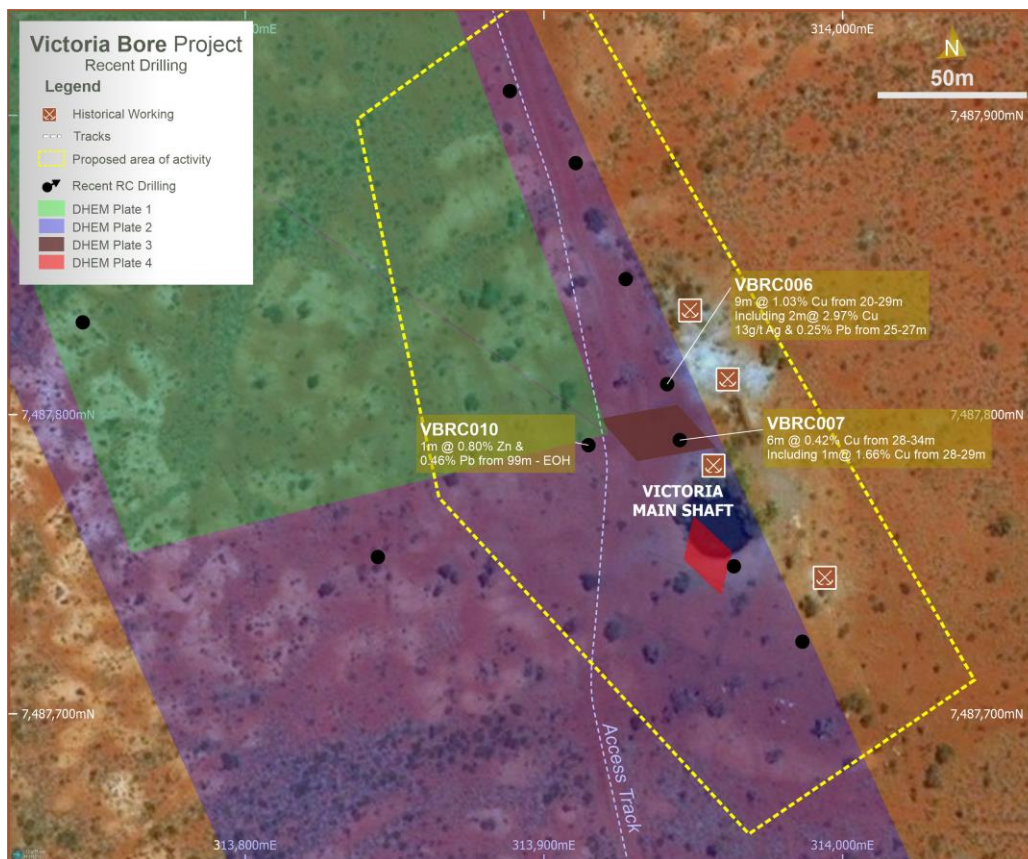 Victoria Bore Project
Recent Drilling
Legend
Historical Working
Tracks
Proposed area of activity
Recent RC Drilling
DHEM Plate 1
DHEM Plate 2
DHEM Plate 3
DHEM Plate 4
314,000mE
N
50m
7,487,900mN
VBRC006
9m @ 1.03% Cu from 20-29m
Including 2m@ 2.97% Cu
13g/t Ag & 0.25% Pb from 25-27m
7,487,800mN
7,487,800mN
VBRC010
1m @ 0.80% Zn &
0.46% Pb from 99m - EOH
VBRC007
6m @ 0.42% Cu from 28-34m
Including 1m@ 1.66% Cu from 28-29m
VICTORIA
MAIN SHAFT
7,487,700mN
7,487,700mN
Access Track
313,800mE
313,900mE
314,000mE